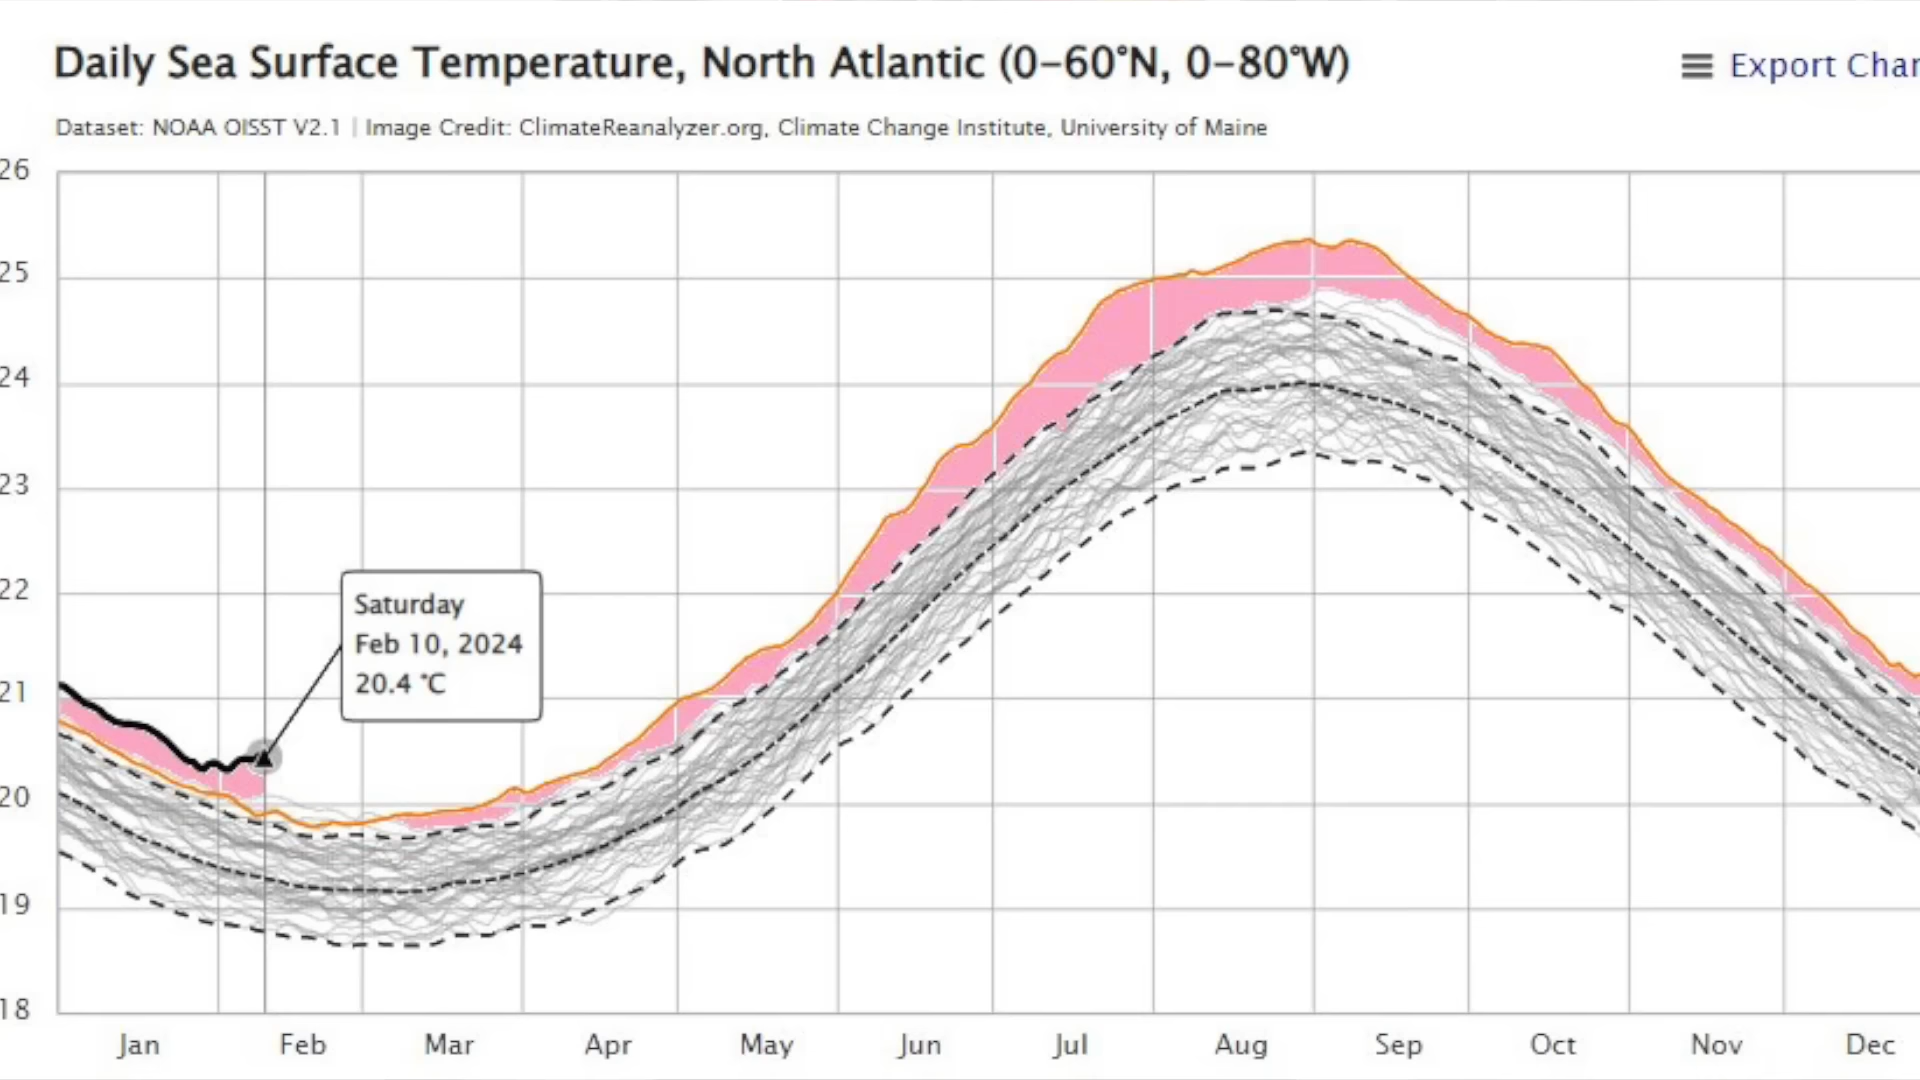 Daily Sea Surface Temperature, North Atlantic (0–60°N, 0–80°W)
Export Char
Dataset: NOAA OISST V2.1 | Image Credit: ClimateReanalyzer.org, Climate Change Institute, University of Maine
26
25
24
23
22
21
20
19
18
Saturday
Feb 10, 2024
20.4 °C
Jan Feb Mar Apr May Jun Jul Aug Sep Oct Nov Dec